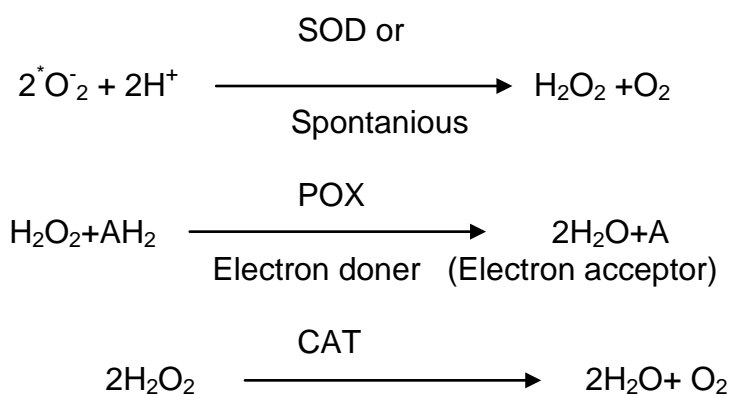 SOD or
2*O⁻₂ + 2H⁺ ⟶ H₂O₂ +O₂
Spontanious
POX
H₂O₂+AH₂ ⟶ 2H₂O+A
Electron doner (Electron acceptor)
CAT
2H₂O₂ ⟶ 2H₂O+ O₂